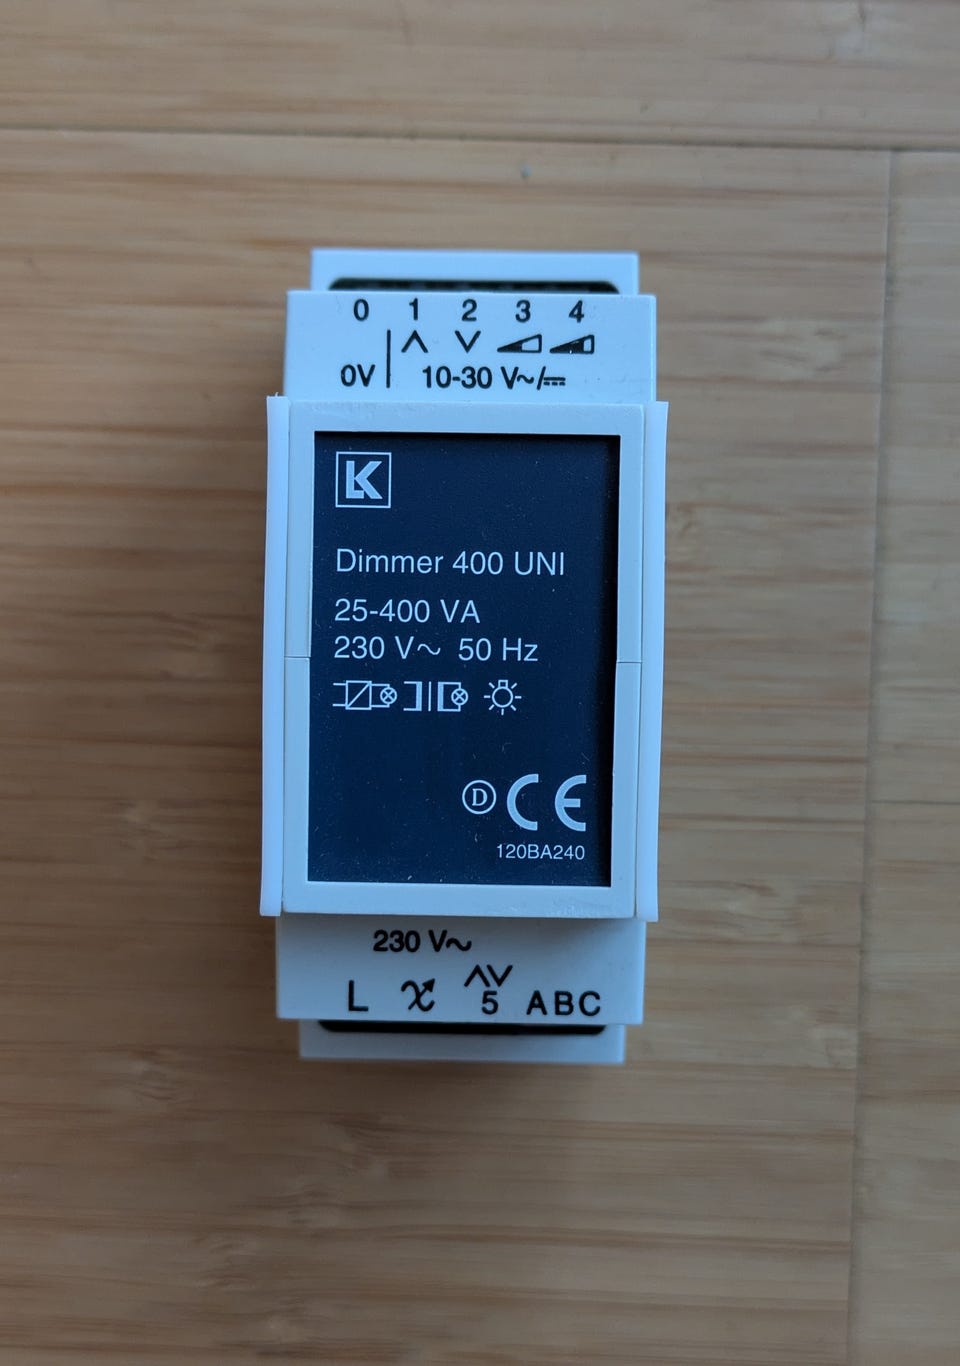 0 1 2 3 4
0V 10-30 V~/⎓
LK
Dimmer 400 UNI
25-400 VA
230 V~ 50 Hz
D CE
120BA240
230 V~
L 5 ABC